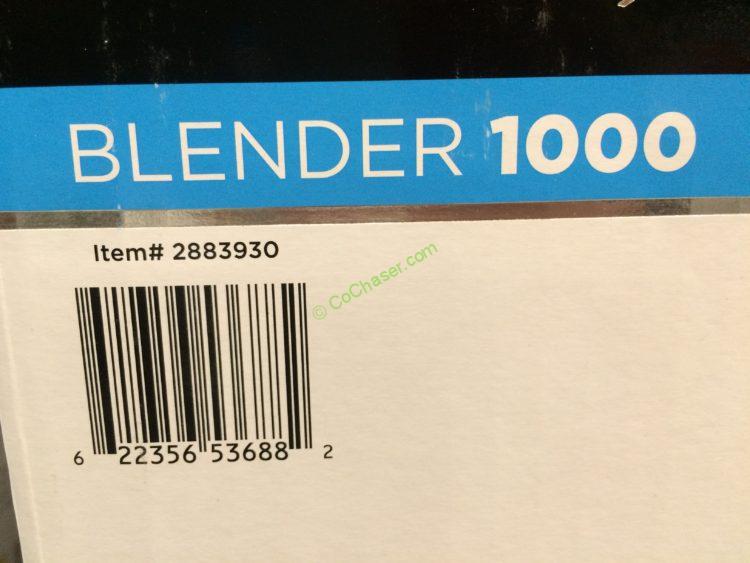 BLENDER 1000
Item# 2883930
© CoChaser.com
6 22356 53688 2